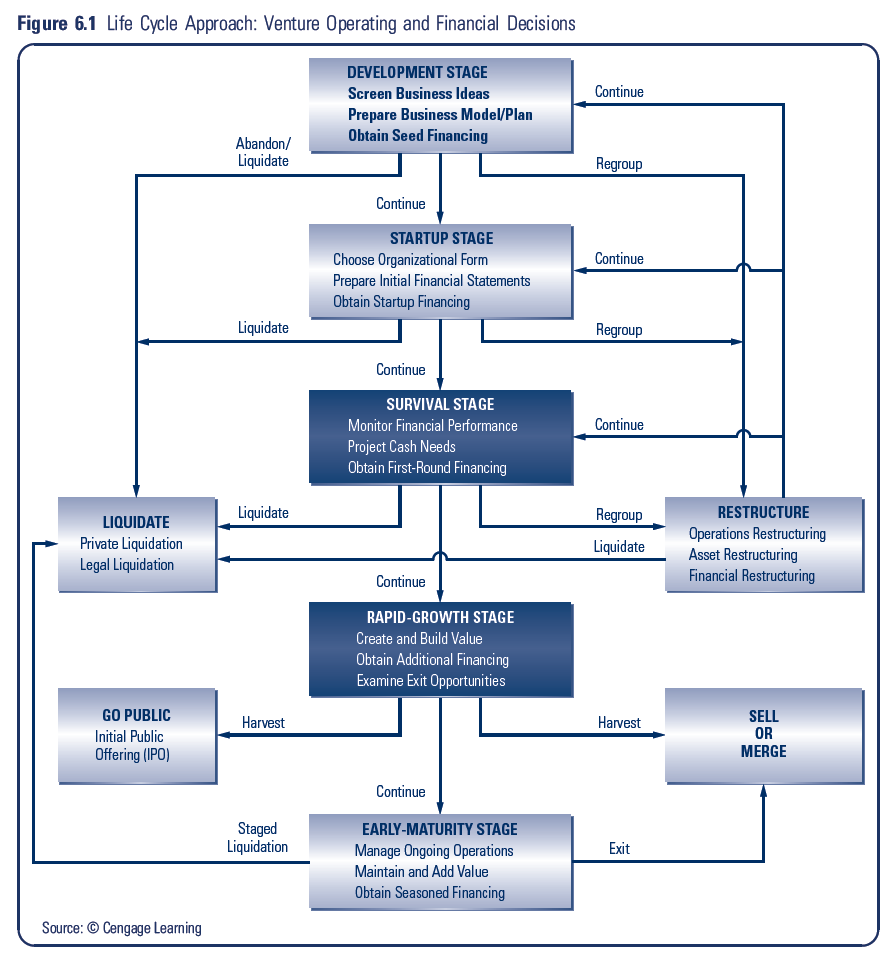 Figure 6.1 Life Cycle Approach: Venture Operating and Financial Decisions
DEVELOPMENT STAGE
Screen Business Ideas
Prepare Business Model/Plan
Obtain Seed Financing
Continue
Abandon/
Liquidate
Regroup
Continue
STARTUP STAGE
Choose Organizational Form
Prepare Initial Financial Statements
Obtain Startup Financing
Continue
Liquidate
Regroup
Continue
SURVIVAL STAGE
Monitor Financial Performance
Project Cash Needs
Obtain First-Round Financing
Continue
Liquidate
Regroup
LIQUIDATE
Private Liquidation
Legal Liquidation
RESTRUCTURE
Operations Restructuring
Asset Restructuring
Financial Restructuring
Liquidate
Continue
RAPID-GROWTH STAGE
Create and Build Value
Obtain Additional Financing
Examine Exit Opportunities
GO PUBLIC
Initial Public
Offering (IPO)
Harvest
Harvest
SELL
OR
MERGE
Continue
Staged
Liquidation
EARLY-MATURITY STAGE
Manage Ongoing Operations
Maintain and Add Value
Obtain Seasoned Financing
Exit
Source: © Cengage Learning